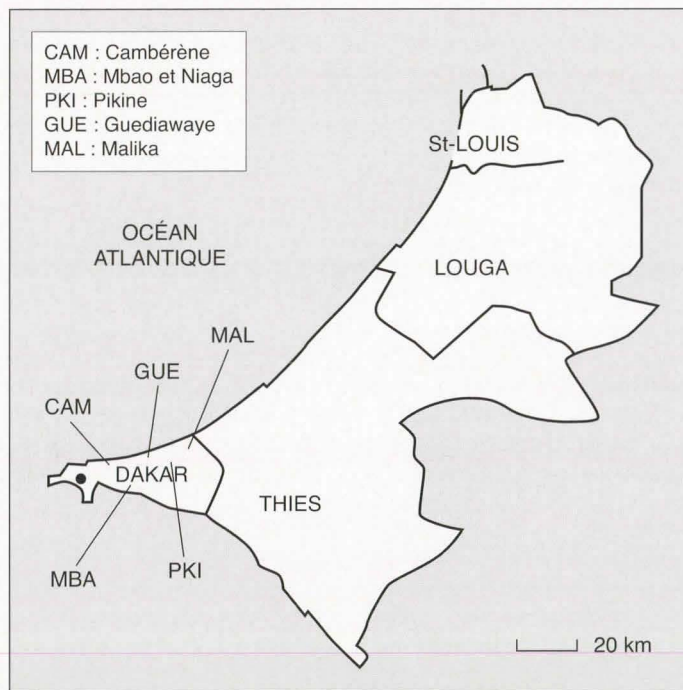 CAM : Cambérène
MBA : Mbao et Niaga
PKI : Pikine
GUE : Guediawaye
MAL : Malika
St-LOUIS
OCÉAN
ATLANTIQUE
LOUGA
MAL
GUE
CAM
DAKAR
THIES
MBA
PKI
20 km